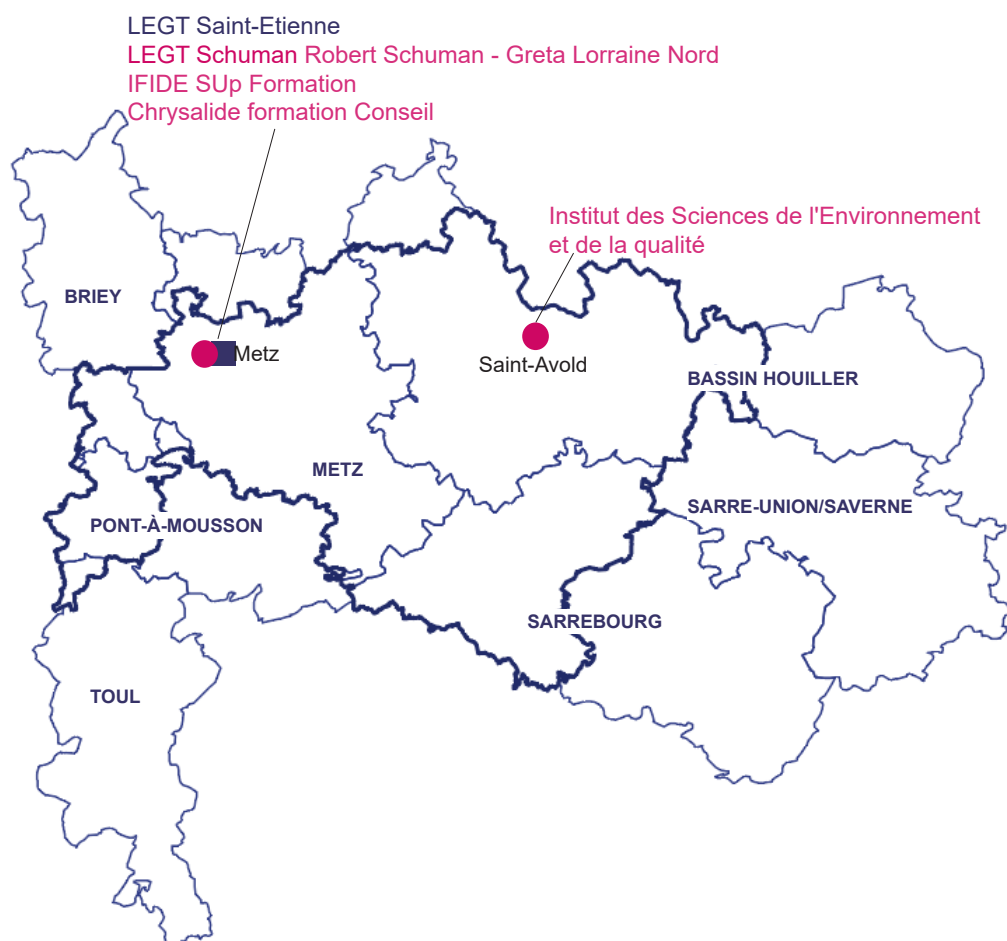 LEGT Saint-Etienne
LEGT Schuman Robert Schuman - Greta Lorraine Nord
IFIDE SUp Formation
Chrysalide formation Conseil
Institut des Sciences de l'Environnement
et de la qualité
BRIEY
Metz
Saint-Avold
BASSIN HOUILLER
METZ
SARRE-UNION/SAVERNE
PONT-À-MOUSSON
SARREBOURG
TOUL